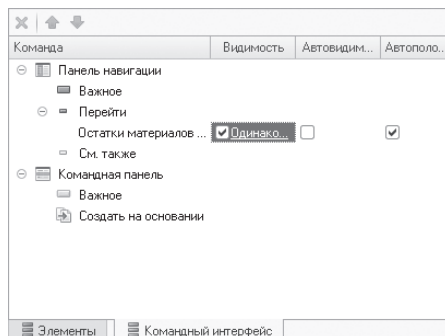 Команда Видимость Автовидим... Автополо...
Панель навигации
Важное
Перейти
Остатки материалов ... Одинако...
См. также
Командная панель
Важное
Создать на основании
Элементы Командный интерфейс